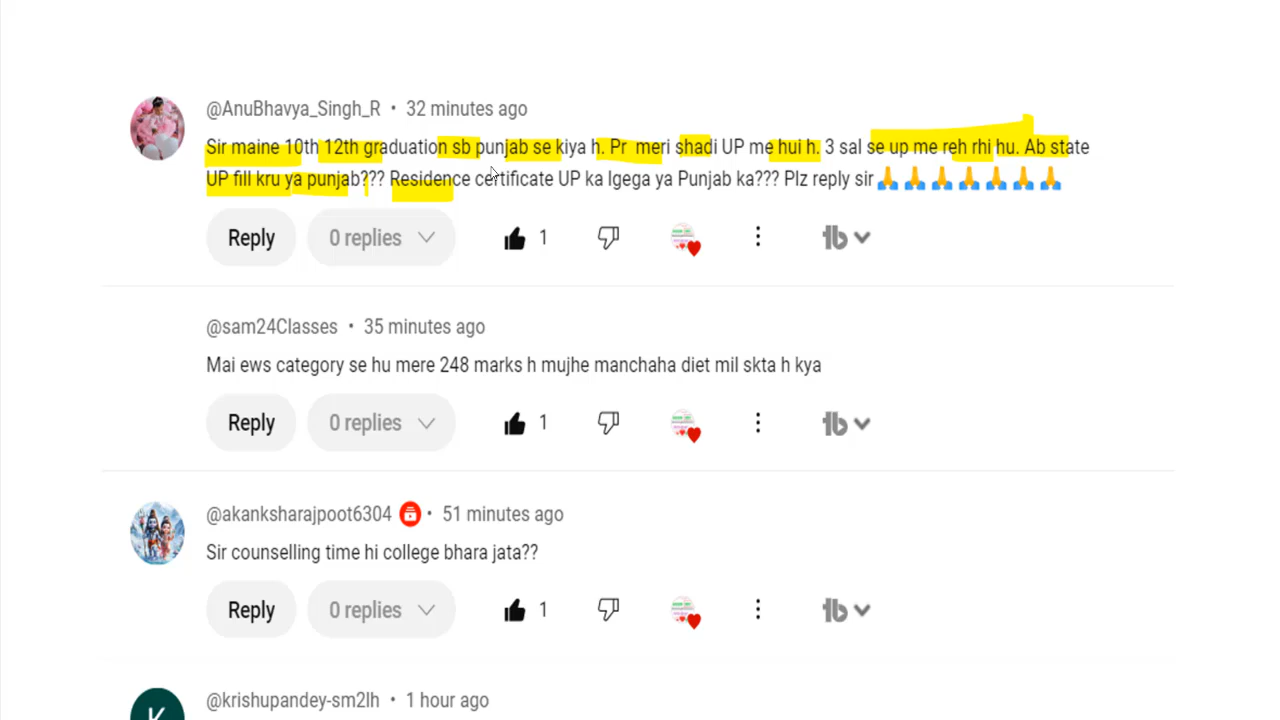 @AnuBhavya_Singh_R • 32 minutes ago
Sir maine 10th 12th graduation sb punjab se kiya h. Pr meri shadi UP me hui h. 3 sal se up me reh rhi hu. Ab state
UP fill kru ya punjab??? Residence certificate UP ka lgega ya Punjab ka??? Plz reply sir 🙏🙏🙏🙏🙏🙏🙏
Reply 0 replies 1
@sam24Classes • 35 minutes ago
Mai ews category se hu mere 248 marks h mujhe manchaha diet mil skta h kya
Reply 0 replies 1
@akanksharajpoot6304 • 51 minutes ago
Sir counselling time hi college bhara jata??
Reply 0 replies 1
@krishupandey-sm2lh • 1 hour ago
K